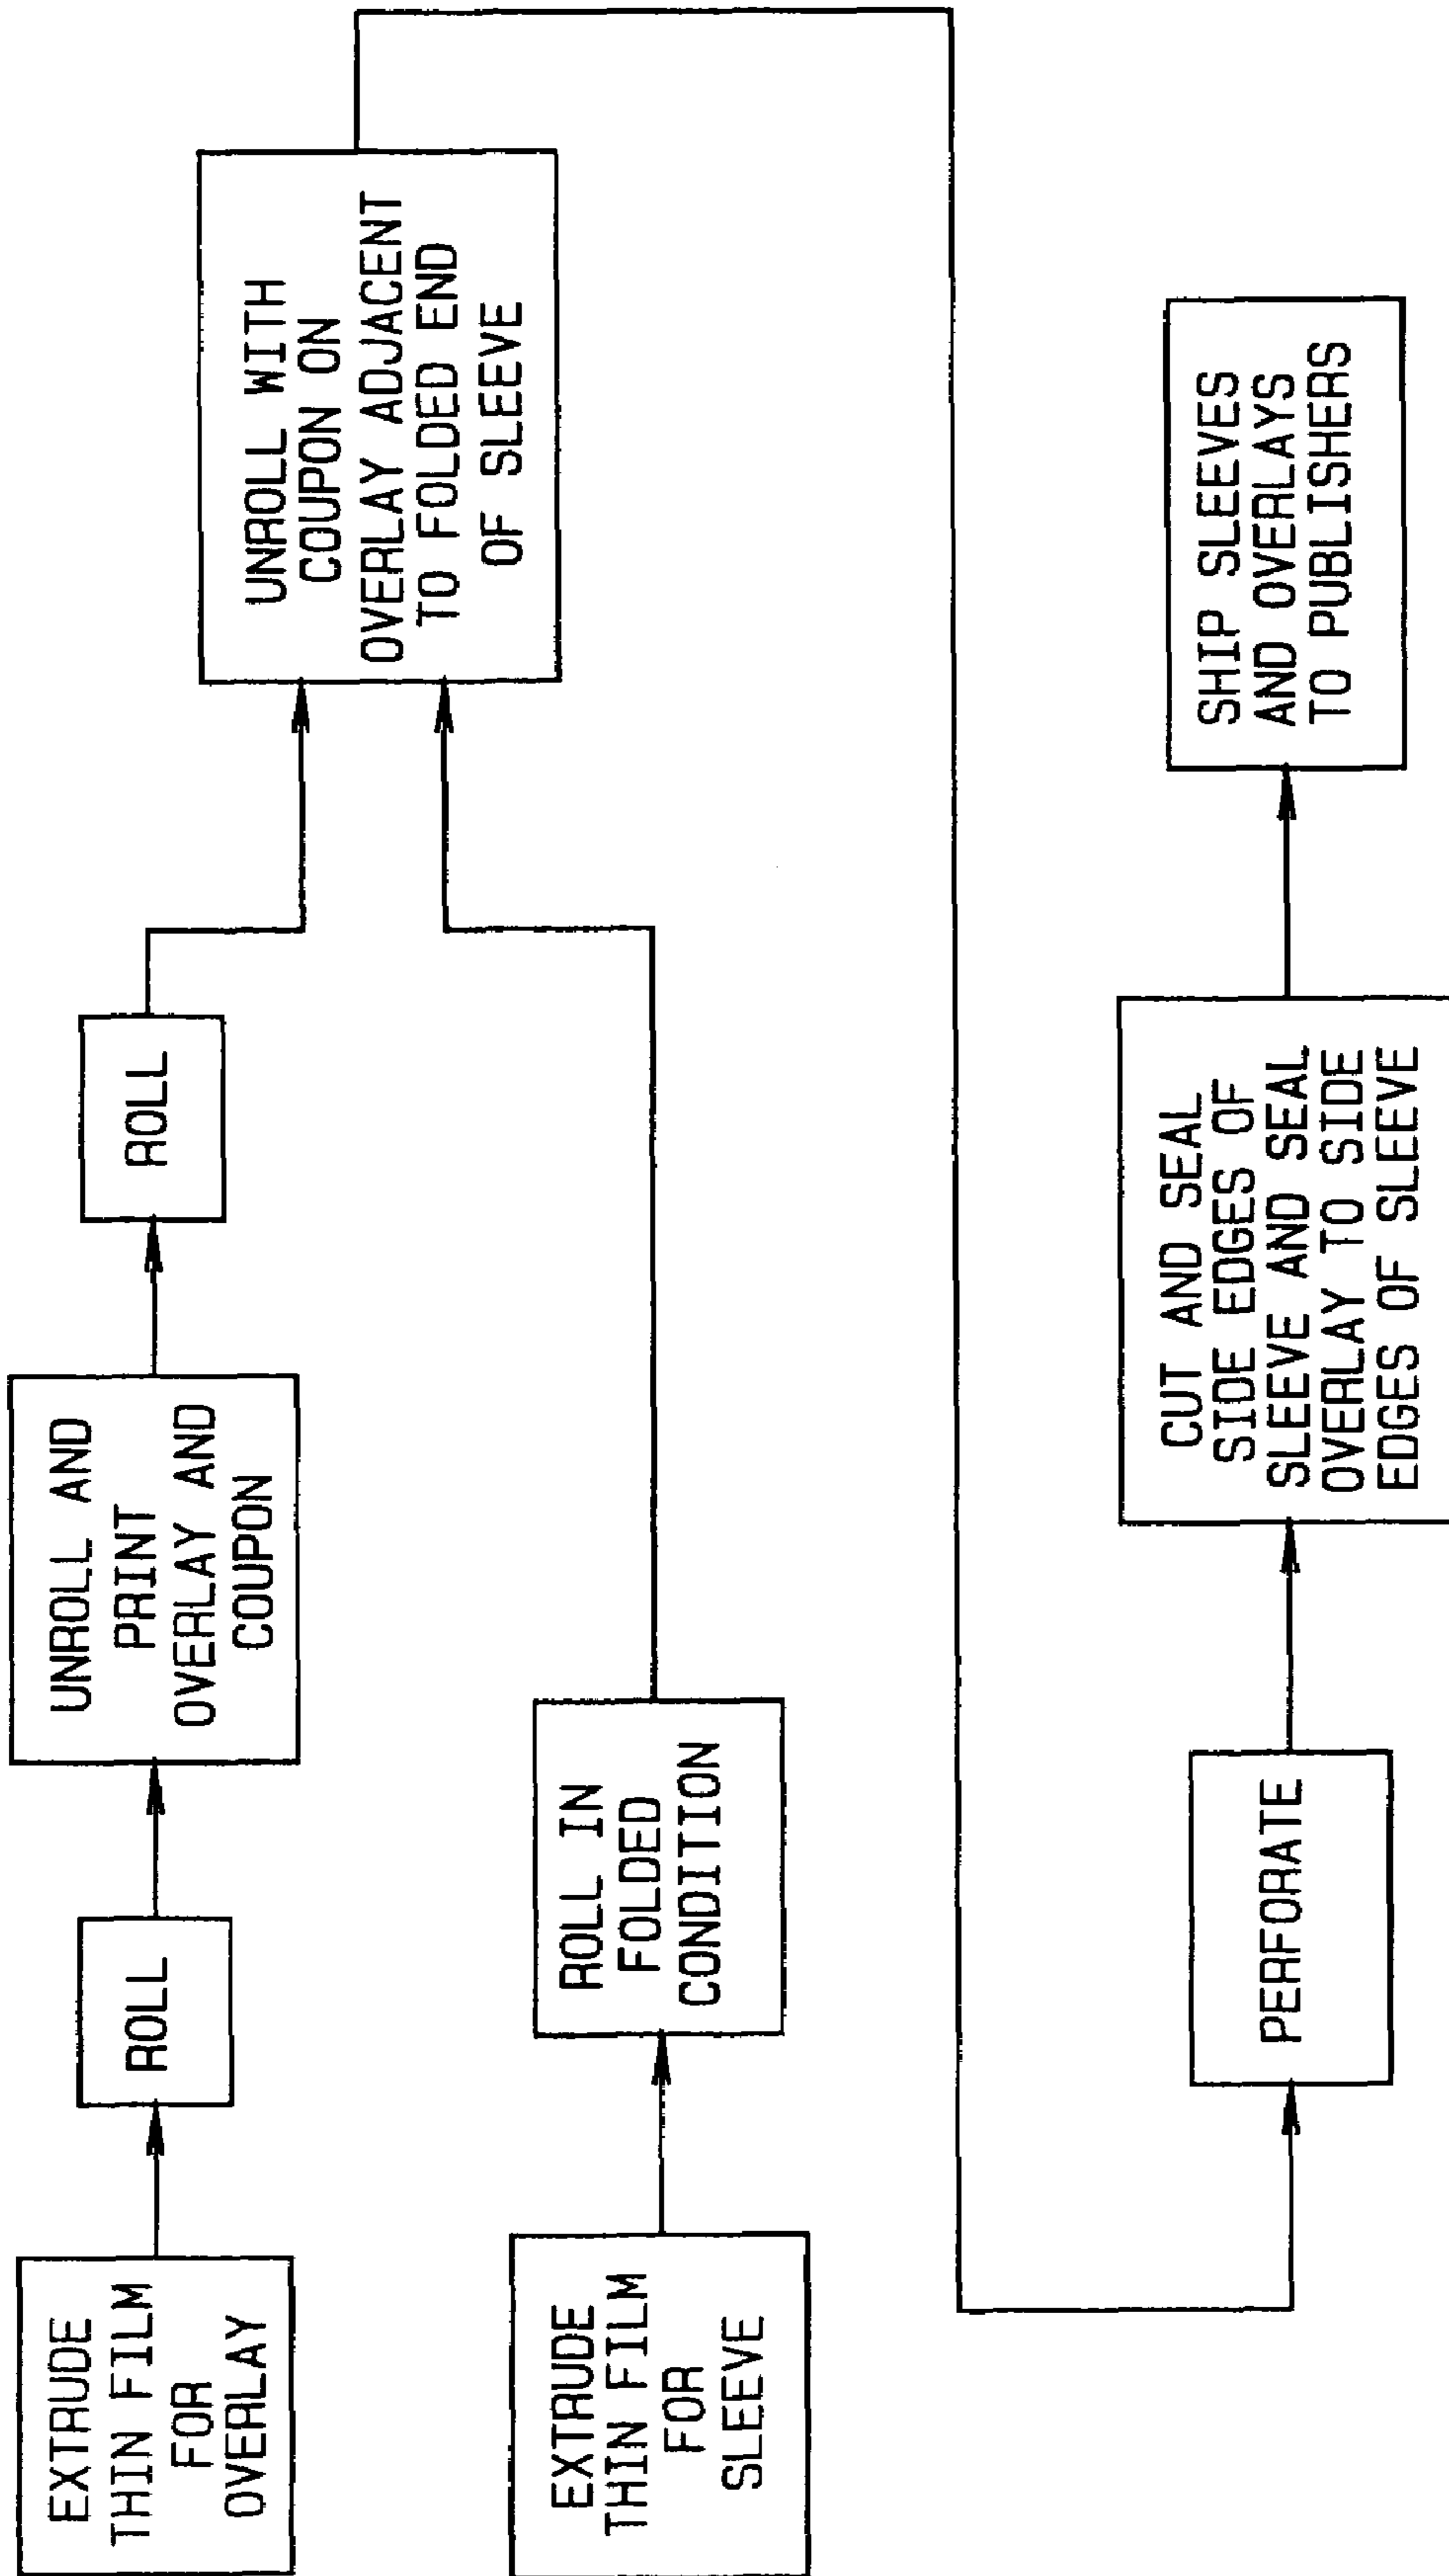 EXTRUDE
THIN FILM
FOR
OVERLAY
ROLL
UNROLL AND
PRINT
OVERLAY AND
COUPON
ROLL
EXTRUDE
THIN FILM
FOR
SLEEVE
ROLL IN
FOLDED
CONDITION
UNROLL WITH
COUPON ON
OVERLAY ADJACENT
TO FOLDED END
OF SLEEVE
PERFORATE
CUT AND SEAL
SIDE EDGES OF
SLEEVE AND SEAL
OVERLAY TO SIDE
EDGES OF SLEEVE
SHIP SLEEVES
AND OVERLAYS
TO PUBLISHERS